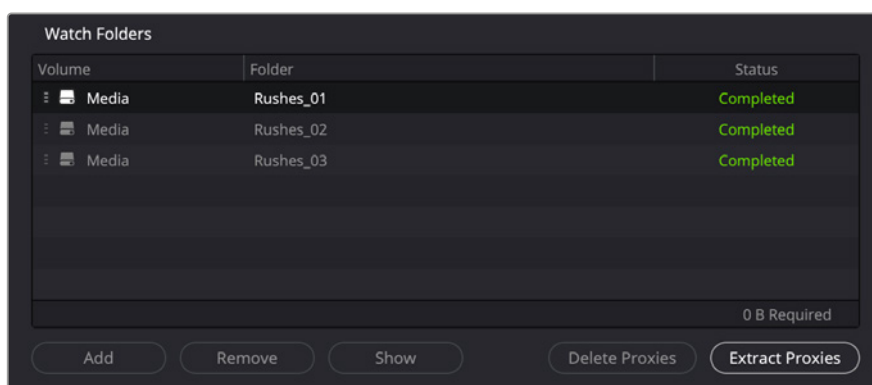 Watch Folders
Volume Folder Status
Media Rushes_01 Completed
Media Rushes_02 Completed
Media Rushes_03 Completed
0 B Required
Add Remove Show Delete Proxies Extract Proxies